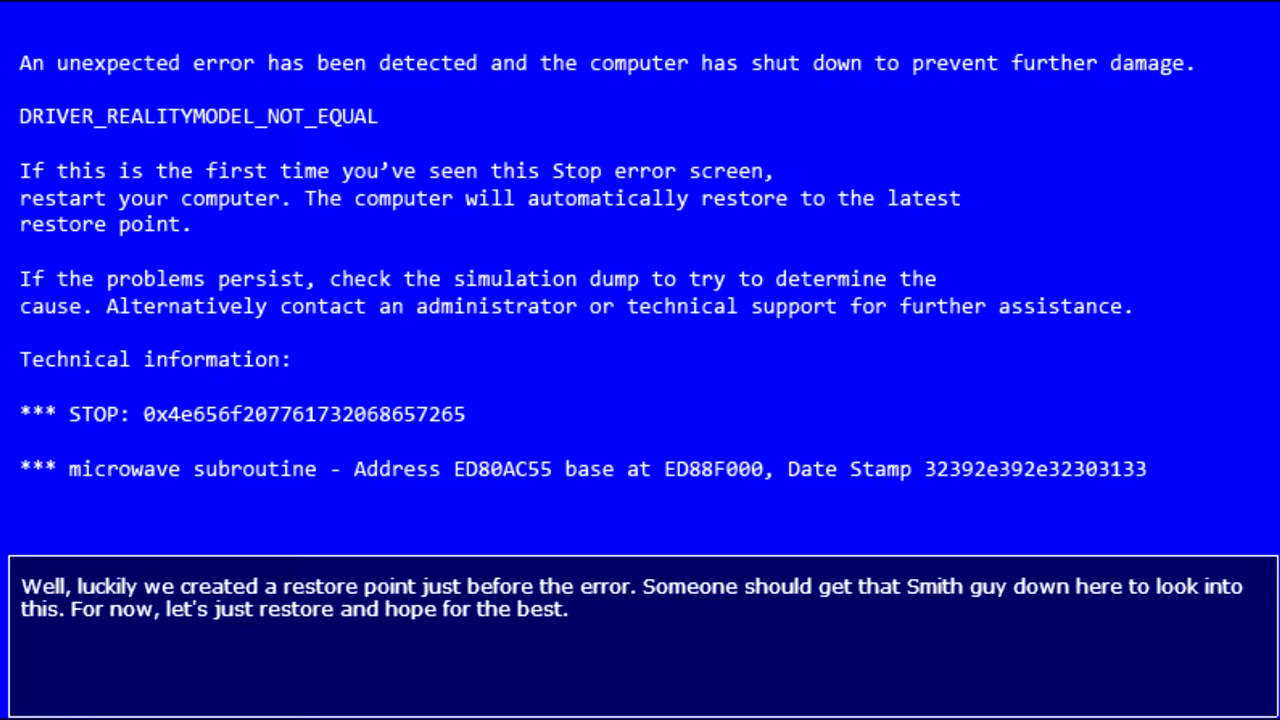 An unexpected error has been detected and the computer has shut down to prevent further damage.
DRIVER_REALITYMODEL_NOT_EQUAL
If this is the first time you’ve seen this Stop error screen,
restart your computer. The computer will automatically restore to the latest
restore point.
If the problems persist, check the simulation dump to try to determine the
cause. Alternatively contact an administrator or technical support for further assistance.
Technical information:
*** STOP: 0x4e656f207761732068657265
*** microwave subroutine - Address ED80AC55 base at ED88F000, Date Stamp 32392e392e32303133
Well, luckily we created a restore point just before the error. Someone should get that Smith guy down here to look into
this. For now, let's just restore and hope for the best.